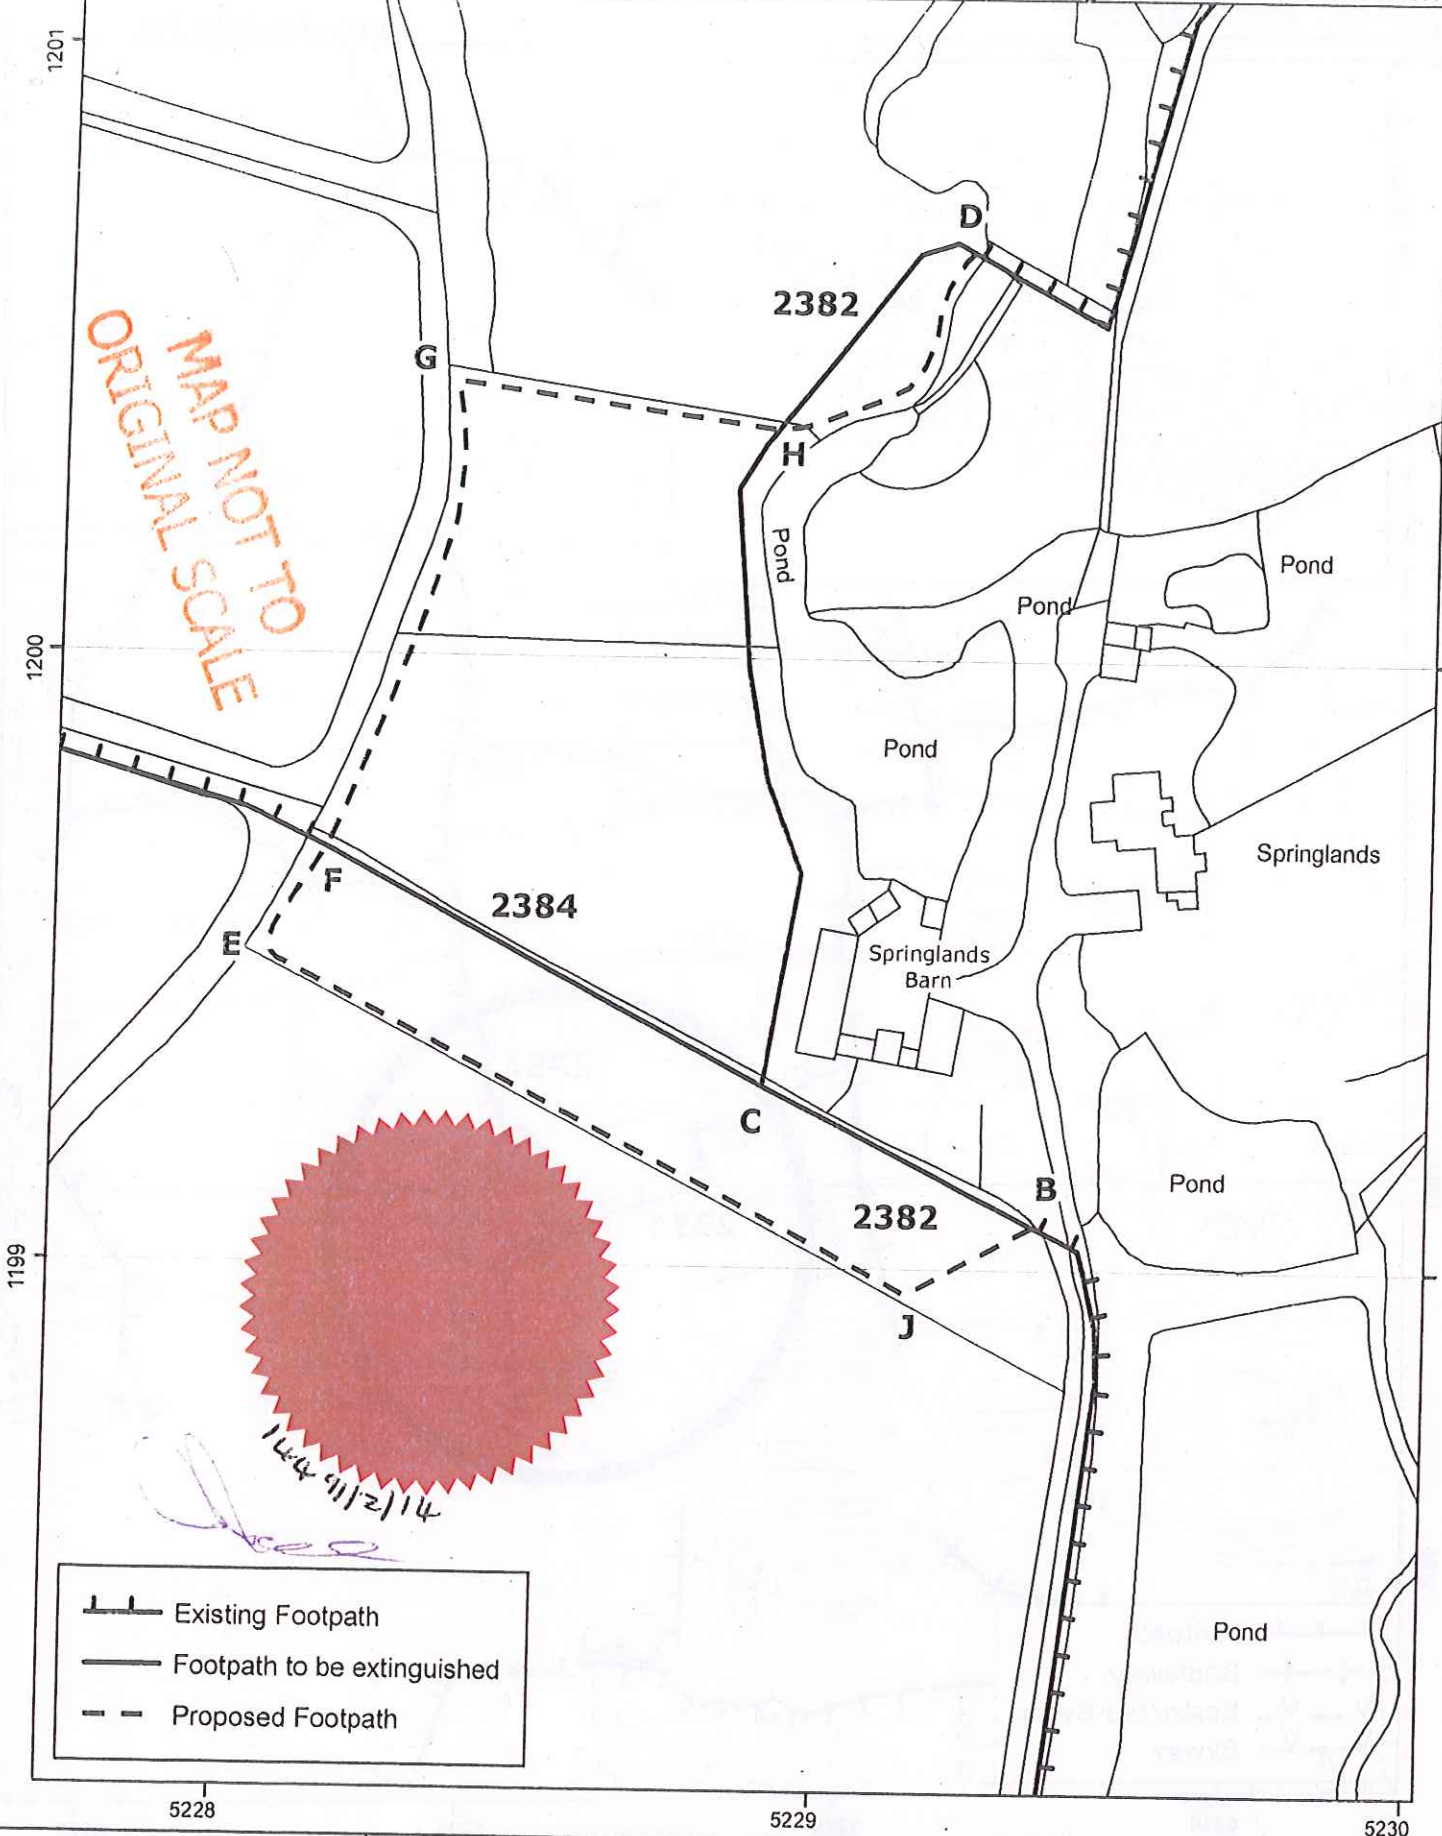 1201
D
2382
G
MAP NOT TO
ORIGINAL SCALE
H
Pond
Pond
Pond
1200
Pond
Springlands
F
2384
E
Springlands
Barn
C
B
Pond
2382
1199
J
Existing Footpath
Footpath to be extinguished
Proposed Footpath
Pond
5228
5229
5230